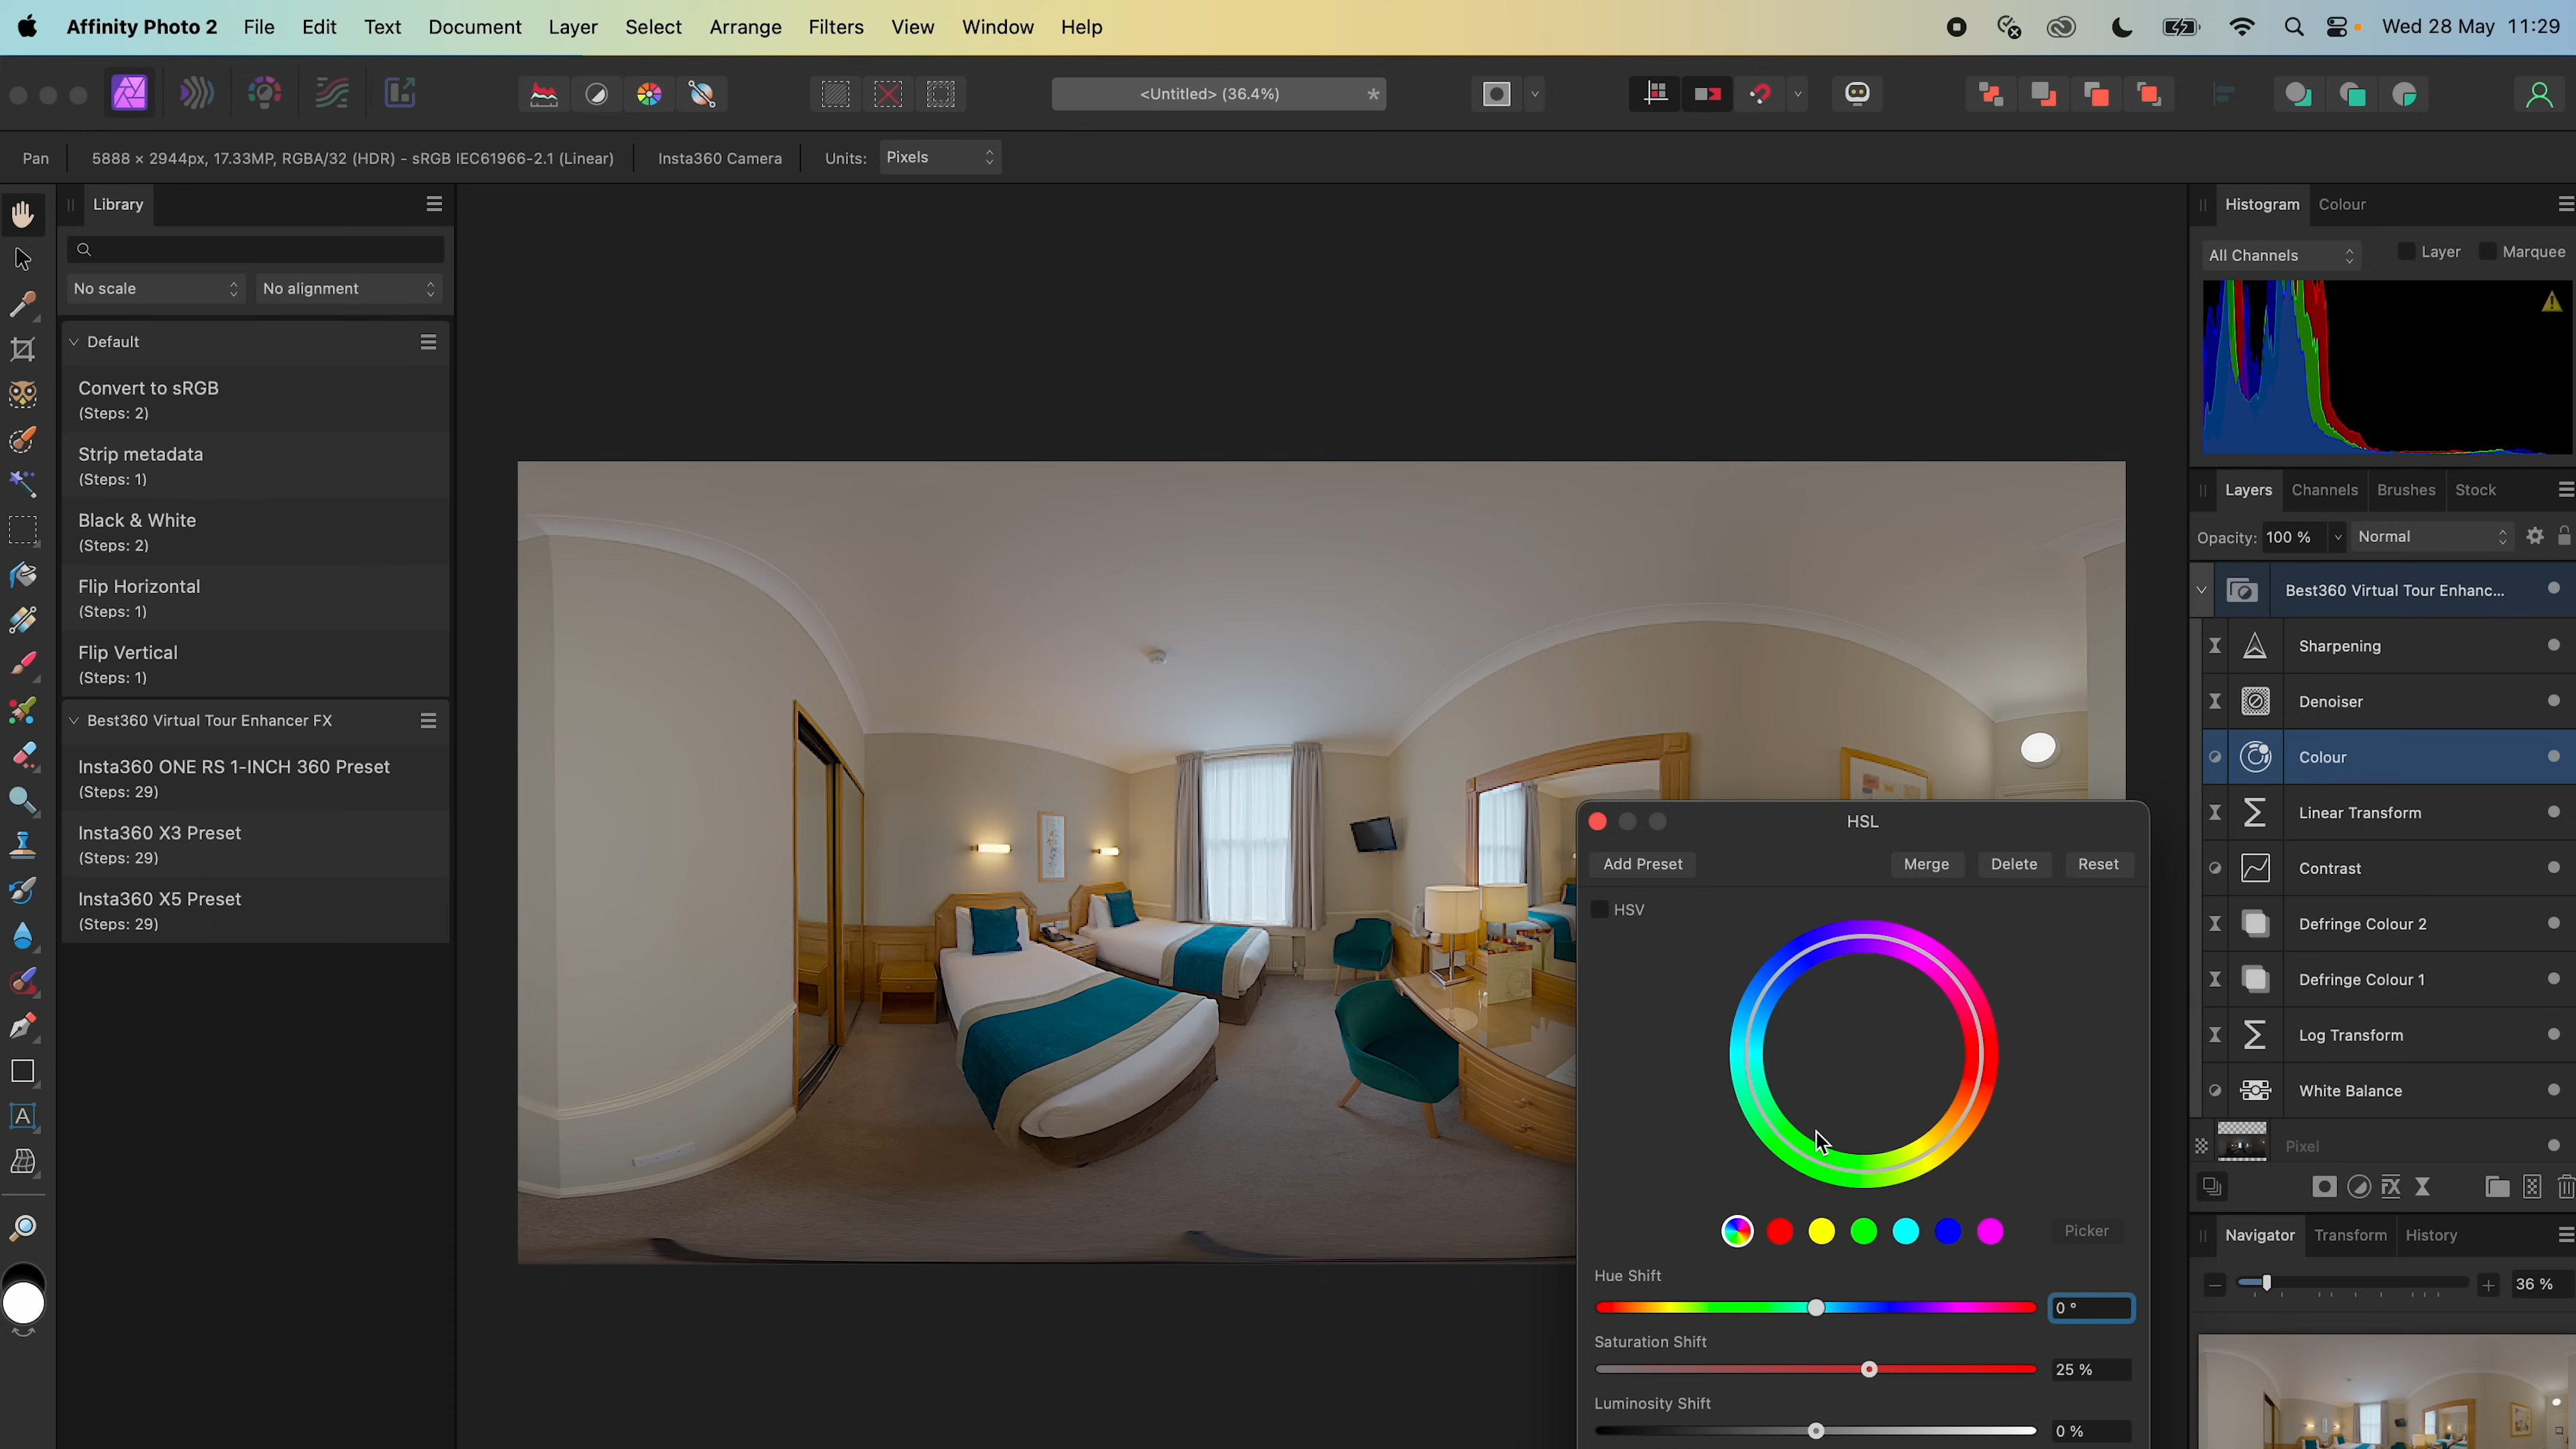 Affinity Photo 2 File Edit Text Document Layer Select Arrange Filters View Window Help Wed 28 May 11:29
<Untitled> (36.4%) *
Pan 5888 × 2944px, 17.33MP, RGBA/32 (HDR) - sRGB IEC61966-2.1 (Linear) Insta360 Camera Units: Pixels
Library
No scale No alignment
Default
Convert to sRGB
(Steps: 2)
Strip metadata
(Steps: 1)
Black & White
(Steps: 2)
Flip Horizontal
(Steps: 1)
Flip Vertical
(Steps: 1)
Best360 Virtual Tour Enhancer FX
Insta360 ONE RS 1-INCH 360 Preset
(Steps: 29)
Insta360 X3 Preset
(Steps: 29)
Insta360 X5 Preset
(Steps: 29)
HSL
Add Preset Merge Delete Reset
HSV
Picker
Hue Shift
0 °
Saturation Shift
25 %
Luminosity Shift
0 %
Histogram Colour
All Channels Layer Marquee
Layers Channels Brushes Stock
Opacity: 100 % Normal
Best360 Virtual Tour Enhanc...
Sharpening
Denoiser
Colour
Linear Transform
Contrast
Defringe Colour 2
Defringe Colour 1
Log Transform
White Balance
Pixel
Navigator Transform History
36 %